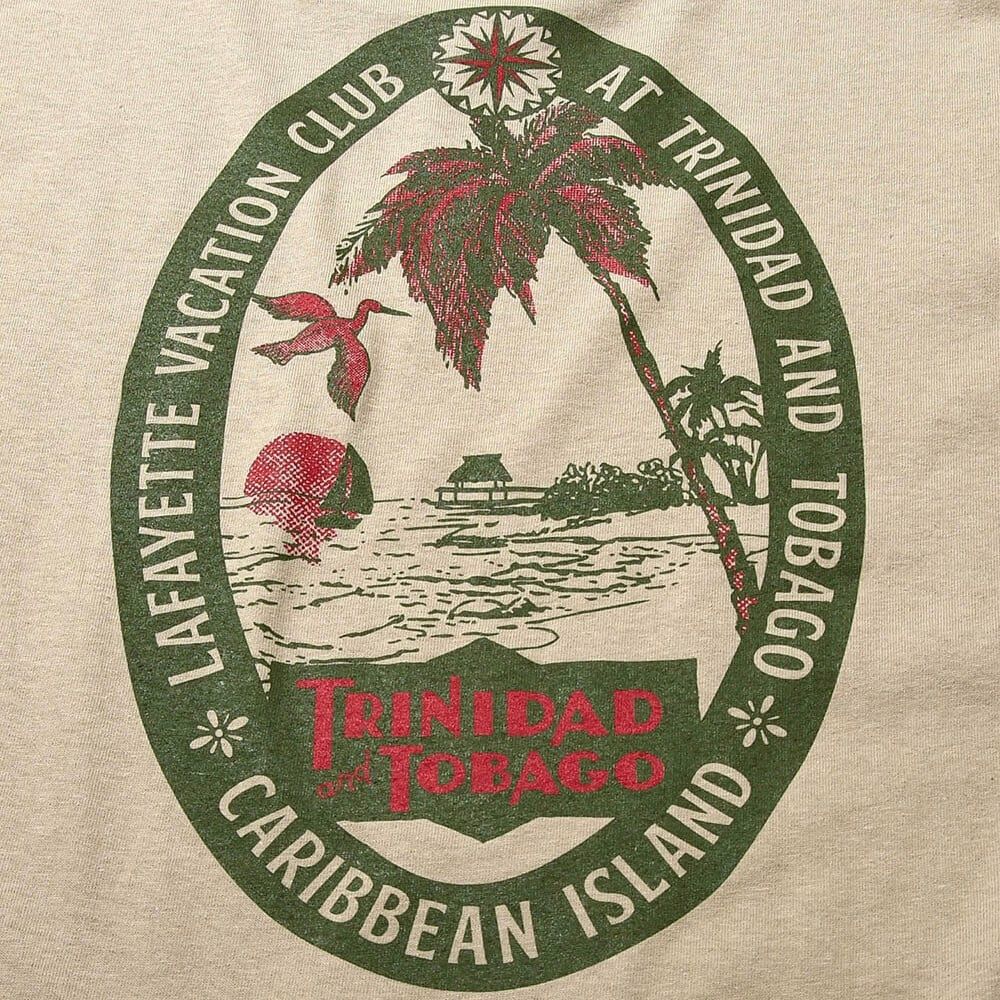 LAFAYETTE VACATION CLUB
AT TRINIDAD AND TOBAGO
TRINIDAD
and TOBAGO
CARIBBEAN ISLAND